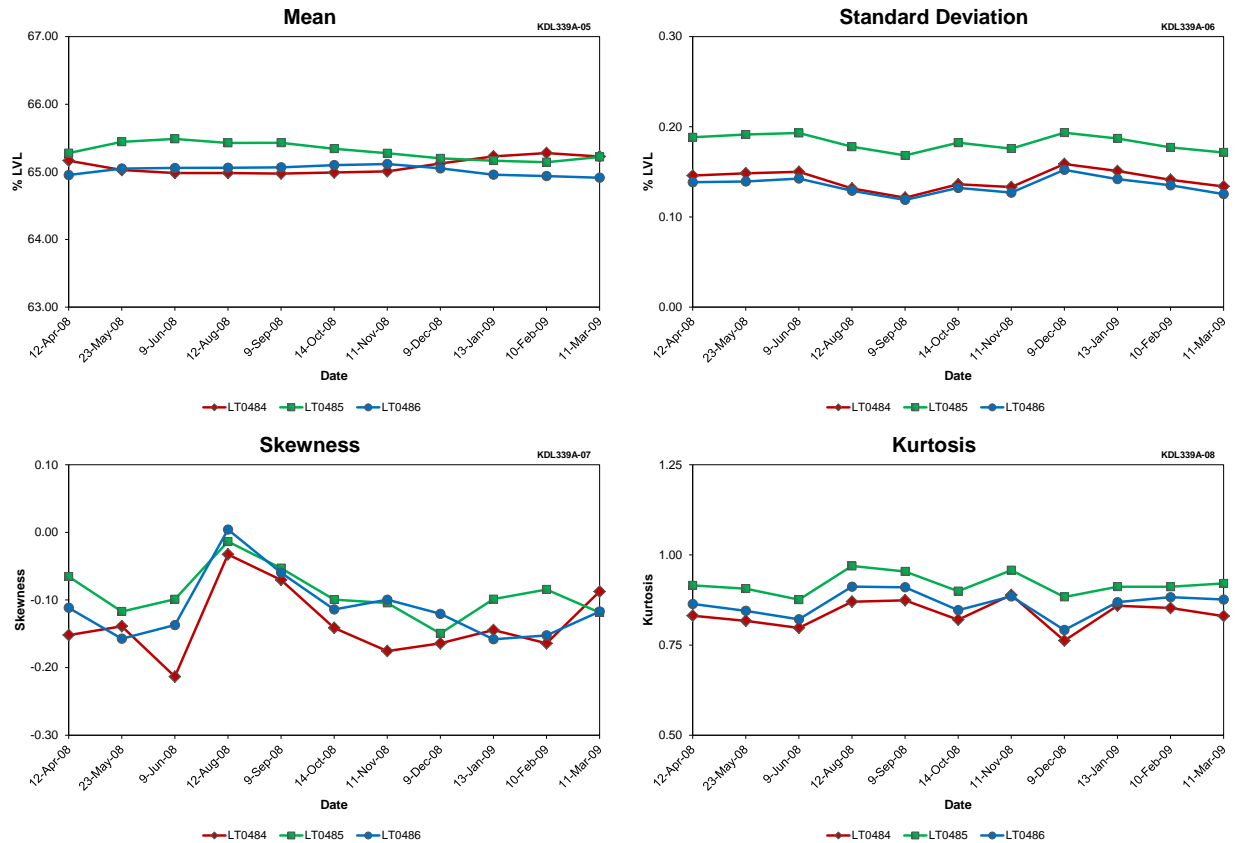 Mean
KDL339A-05
67.00
66.00
65.00
64.00
63.00
% LVL
12-Apr-08
23-May-08
9-Jun-08
12-Aug-08
9-Sep-08
14-Oct-08
11-Nov-08
9-Dec-08
13-Jan-09
10-Feb-09
11-Mar-09
Date
LT0484 LT0485 LT0486
Standard Deviation
KDL339A-06
0.30
0.20
0.10
0.00
% LVL
12-Apr-08
23-May-08
9-Jun-08
12-Aug-08
9-Sep-08
14-Oct-08
11-Nov-08
9-Dec-08
13-Jan-09
10-Feb-09
11-Mar-09
Date
LT0484 LT0485 LT0486
Skewness
KDL339A-07
0.10
0.00
-0.10
-0.20
-0.30
Skewness
12-Apr-08
23-May-08
9-Jun-08
12-Aug-08
9-Sep-08
14-Oct-08
11-Nov-08
9-Dec-08
13-Jan-09
10-Feb-09
11-Mar-09
Date
LT0484 LT0485 LT0486
Kurtosis
KDL339A-08
1.25
1.00
0.75
0.50
Kurtosis
12-Apr-08
23-May-08
9-Jun-08
12-Aug-08
9-Sep-08
14-Oct-08
11-Nov-08
9-Dec-08
13-Jan-09
10-Feb-09
11-Mar-09
Date
LT0484 LT0485 LT0486